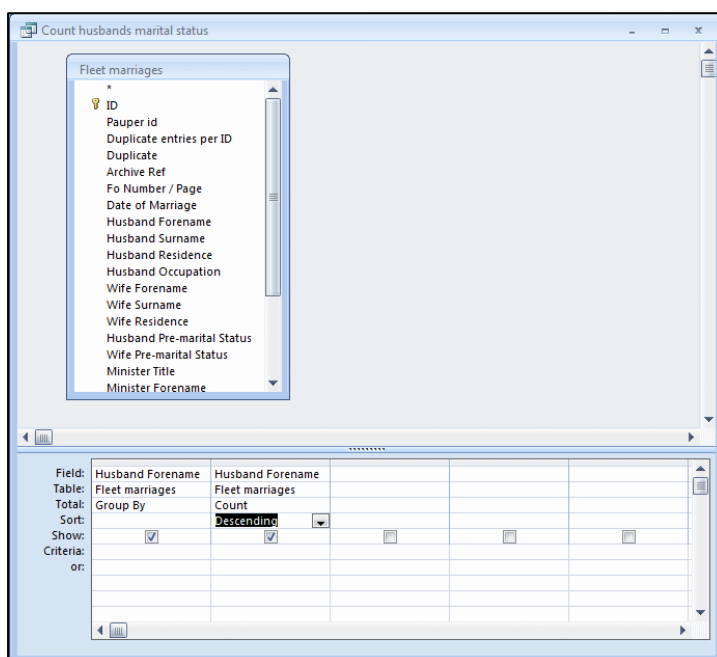 Count husbands marital status
Fleet marriages
*
ID
Pauper id
Duplicate entries per ID
Duplicate
Archive Ref
Fo Number / Page
Date of Marriage
Husband Forename
Husband Surname
Husband Residence
Husband Occupation
Wife Forename
Wife Surname
Wife Residence
Husband Pre-marital Status
Wife Pre-marital Status
Minister Title
Minister Forename
Field: Husband Forename Husband Forename
Table: Fleet marriages Fleet marriages
Total: Group By Count
Sort: Descending
Show:
Criteria:
or: